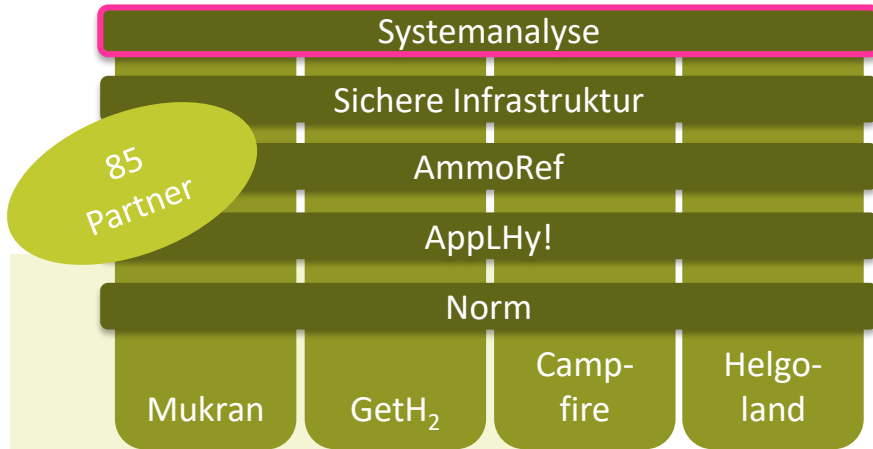 Systemanalyse
Sichere Infrastruktur
85
Partner
AmmoRef
AppLHy!
Norm
Mukran
GetH₂
Camp-
fire
Helgo-
land